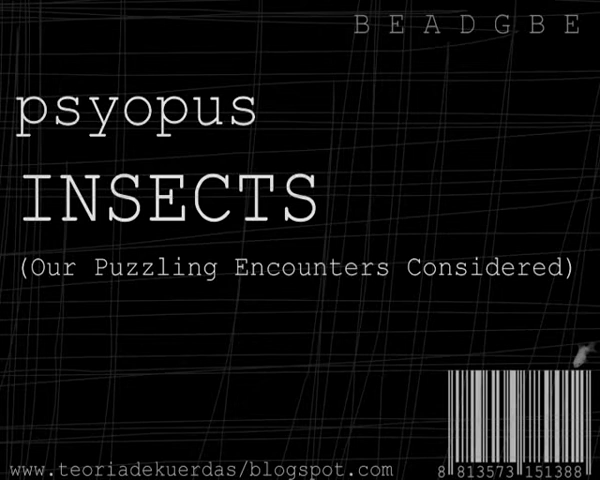 B E A D G B E
psyopus
INSECTS
(Our Puzzling Encounters Considered)
www.teoriadekuerdas/blogspot.com
8 813573 151388